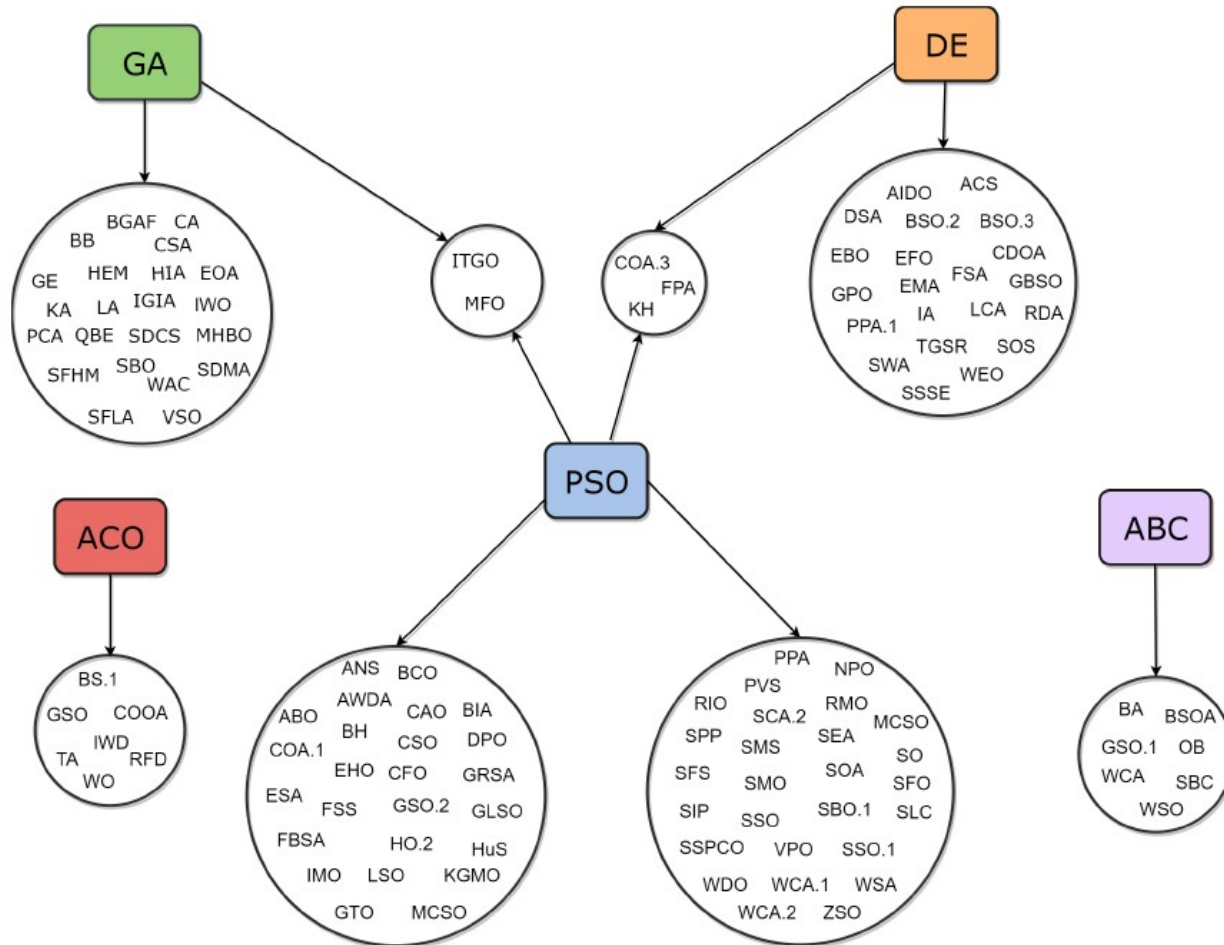 GA
DE
BGAF CA
BB CSA
GE HEM HIA EOA
KA LA IGIA IWO
PCA QBE SDCS MHBO
SFHM SBO WAC SDMA
SFLA VSO
ITGO
MFO
COA.3
FPA
KH
AIDO ACS
DSA BSO.2 BSO.3
EBO EFO FSA CDOA
GPO EMA GBSO
PPA.1 IA LCA RDA
TGSR SOS
SWA WEO
SSSE
PSO
ACO
ABC
BS.1
GSO COOA
IWD
TA RFD
WO
ANS BCO
ABO AWDA CAO BIA
COA.1 BH CSO DPO
EHO CFO GRSA
ESA FSS GSO.2 GLSO
FBSA HO.2 HuS
IMO LSO KGMO
GTO MCSO
PPA NPO
RIO PVS RMO
SCA.2 MCSO
SPP SMS SEA SO
SFS SMO SOA SFO
SIP SSO SBO.1 SLC
SSPCO VPO SSO.1
WDO WCA.1 WSA
WCA.2 ZSO
BA BSOA
GSO.1 OB
WCA SBC
WSO